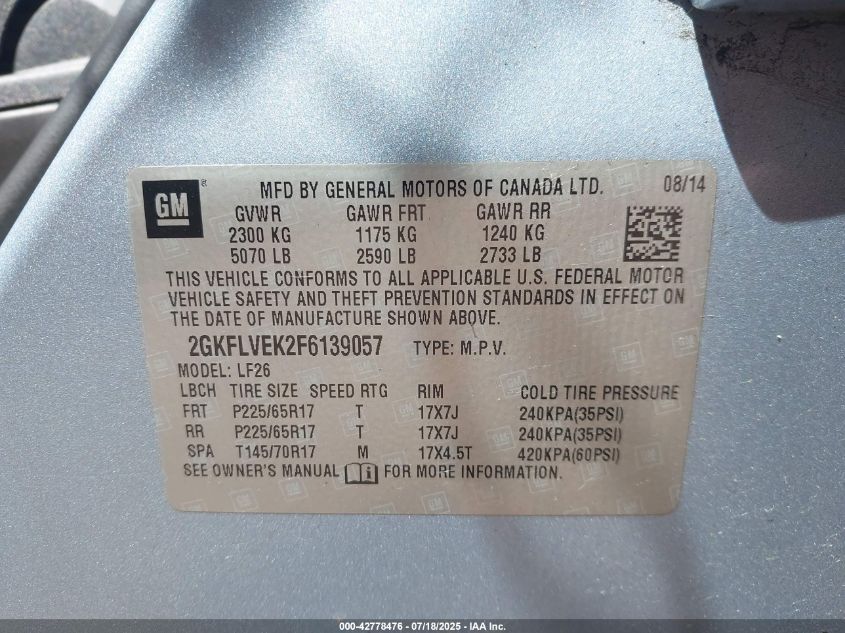 GM ® MFD BY GENERAL MOTORS OF CANADA LTD. 08/14
GVWR GAWR FRT GAWR RR
2300 KG 1175 KG 1240 KG
5070 LB 2590 LB 2733 LB
THIS VEHICLE CONFORMS TO ALL APPLICABLE U.S. FEDERAL MOTOR
VEHICLE SAFETY AND THEFT PREVENTION STANDARDS IN EFFECT ON
THE DATE OF MANUFACTURE SHOWN ABOVE.
2GKFLVEK2F6139057 TYPE: M.P.V.
MODEL: LF26
LBCH TIRE SIZE SPEED RTG RIM COLD TIRE PRESSURE
FRT P225/65R17 T 17X7J 240KPA(35PSI)
RR P225/65R17 T 17X7J 240KPA(35PSI)
SPA T145/70R17 M 17X4.5T 420KPA(60PSI)
SEE OWNER'S MANUAL FOR MORE INFORMATION.
000-42778476 - 07/18/2025 - IAA Inc.